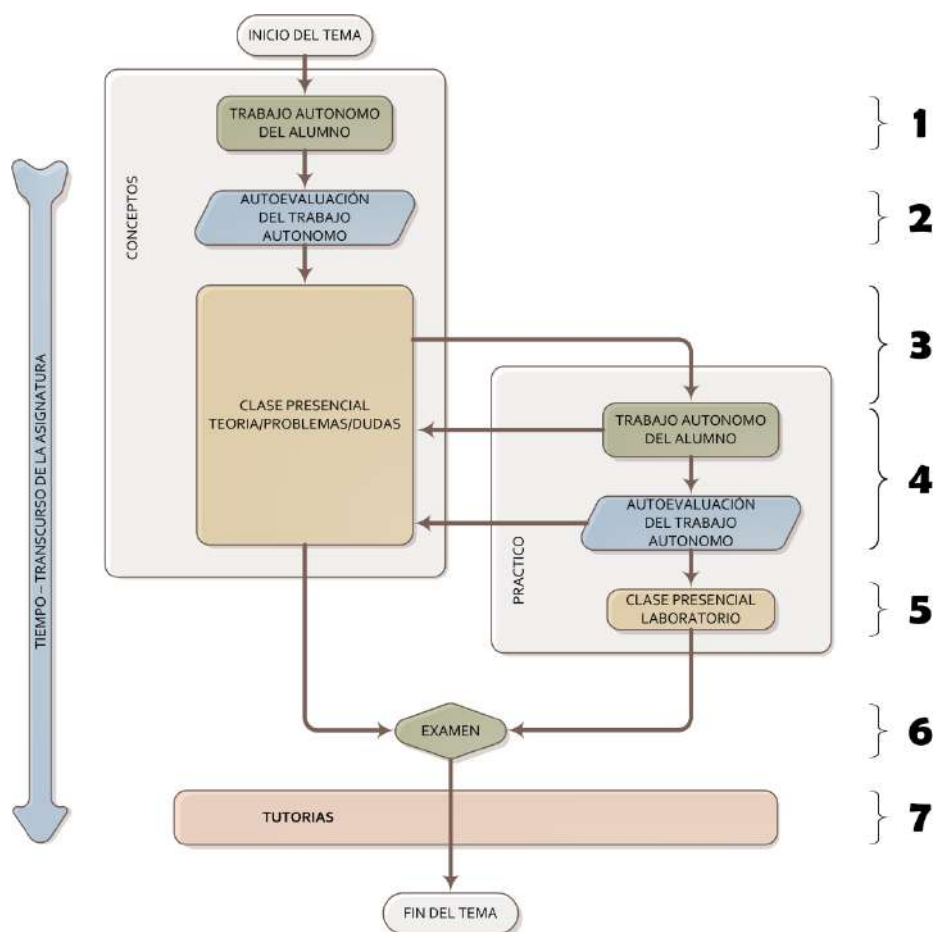 INICIO DEL TEMA
TRABAJO AUTONOMO
DEL ALUMNO
1
CONCEPTOS
AUTOEVALUACIÓN
DEL TRABAJO
AUTONOMO
2
TIEMPO – TRANSCURSO DE LA ASIGNATURA
CLASE PRESENCIAL
TEORIA/PROBLEMAS/DUDAS
3
PRACTICO
TRABAJO AUTONOMO
DEL ALUMNO
AUTOEVALUACIÓN
DEL TRABAJO
AUTONOMO
4
CLASE PRESENCIAL
LABORATORIO
5
EXAMEN
6
TUTORIAS
7
FIN DEL TEMA